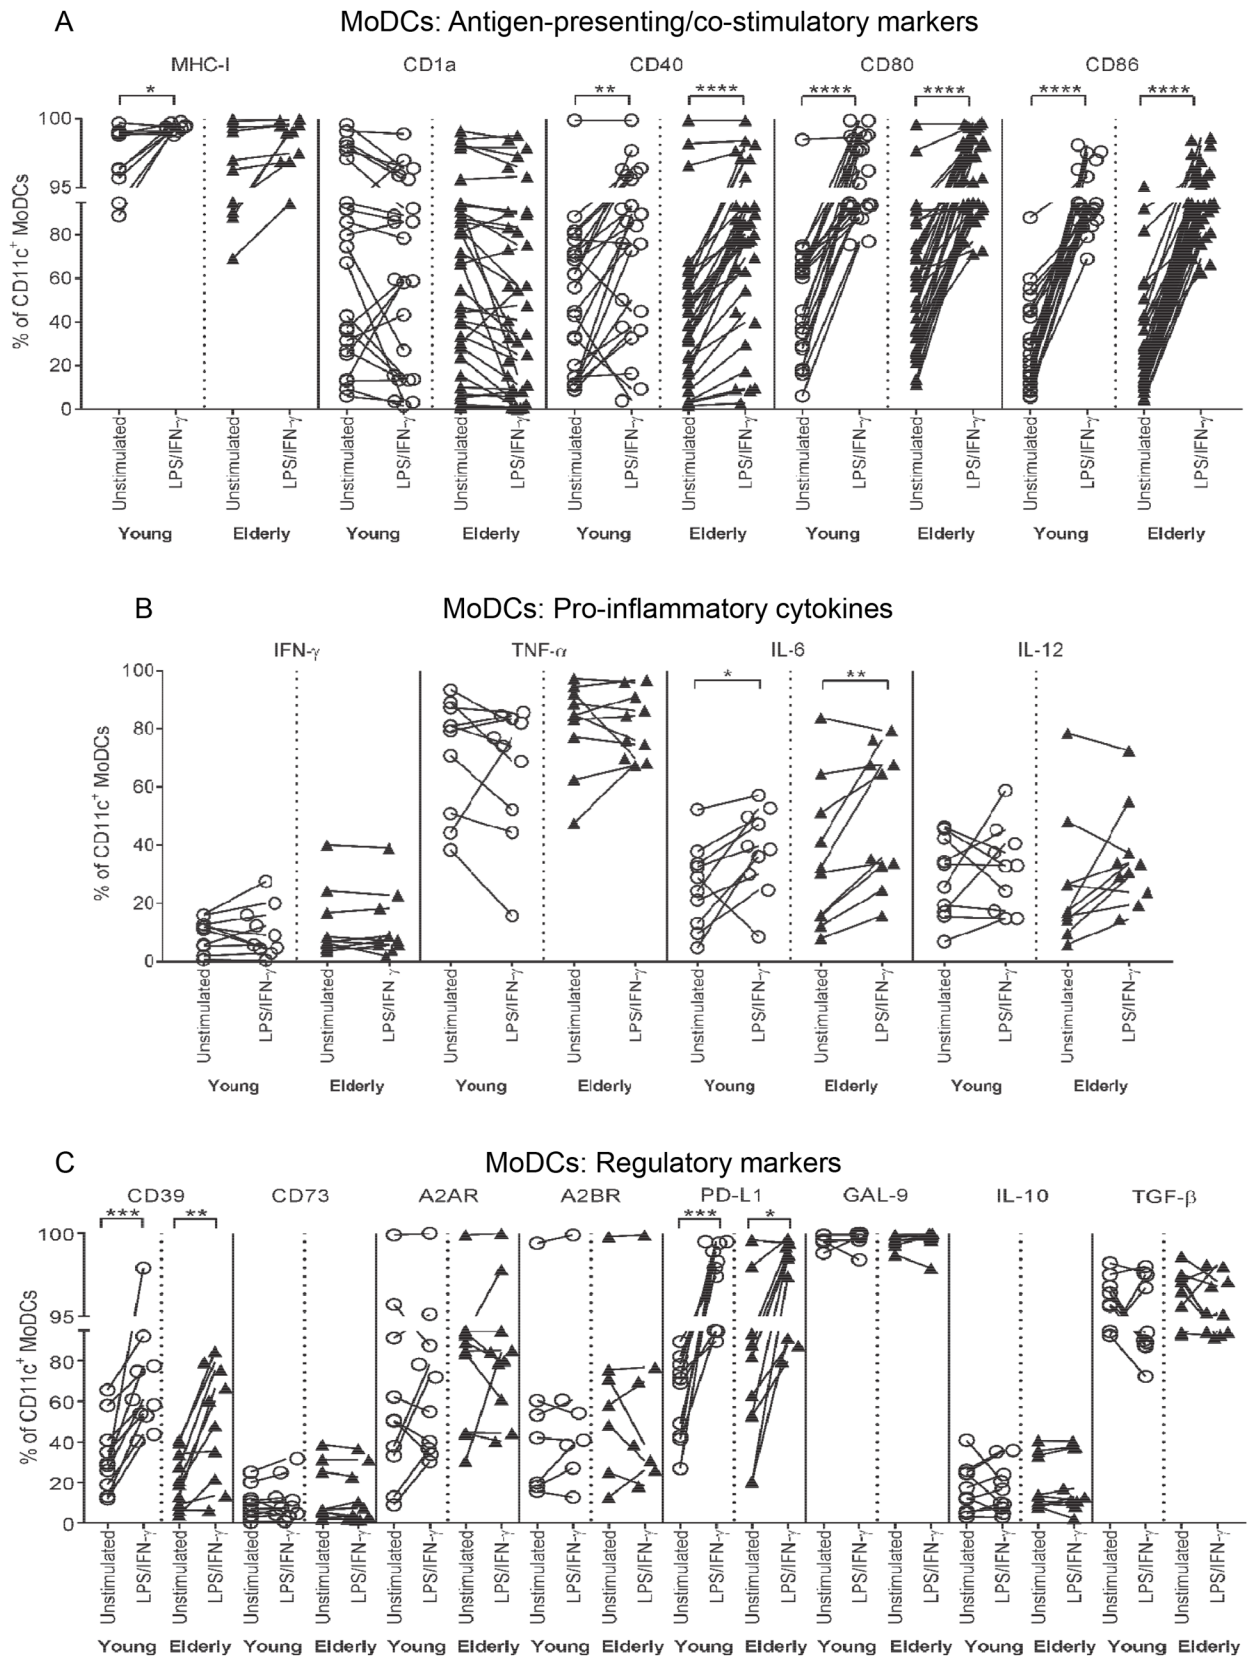 A MoDCs: Antigen-presenting/co-stimulatory markers
MHC-I CD1a CD40 CD80 CD86
* ** **** **** **** **** ****
100
95
80
60
40
20
0
% of CD11c+ MoDCs
Unstimulated LPS/IFN-γ Unstimulated LPS/IFN-γ Unstimulated LPS/IFN-γ Unstimulated LPS/IFN-γ Unstimulated LPS/IFN-γ Unstimulated LPS/IFN-γ Unstimulated LPS/IFN-γ Unstimulated LPS/IFN-γ Unstimulated LPS/IFN-γ Unstimulated LPS/IFN-γ
Young Elderly Young Elderly Young Elderly Young Elderly Young Elderly
B MoDCs: Pro-inflammatory cytokines
IFN-γ TNF-α IL-6 IL-12
* **
100
80
60
40
20
0
% of CD11c+ MoDCs
Unstimulated LPS/IFN-γ Unstimulated LPS/IFN-γ Unstimulated LPS/IFN-γ Unstimulated LPS/IFN-γ Unstimulated LPS/IFN-γ Unstimulated LPS/IFN-γ Unstimulated LPS/IFN-γ Unstimulated LPS/IFN-γ
Young Elderly Young Elderly Young Elderly Young Elderly
C MoDCs: Regulatory markers
CD39 CD73 A2AR A2BR PD-L1 GAL-9 IL-10 TGF-β
*** ** *** *
100
95
80
60
40
20
0
% of CD11c+ MoDCs
Unstimulated LPS/IFN-γ Unstimulated LPS/IFN-γ Unstimulated LPS/IFN-γ Unstimulated LPS/IFN-γ Unstimulated LPS/IFN-γ Unstimulated LPS/IFN-γ Unstimulated LPS/IFN-γ Unstimulated LPS/IFN-γ Unstimulated LPS/IFN-γ Unstimulated LPS/IFN-γ Unstimulated LPS/IFN-γ Unstimulated LPS/IFN-γ Unstimulated LPS/IFN-γ Unstimulated LPS/IFN-γ Unstimulated LPS/IFN-γ Unstimulated LPS/IFN-γ
Young Elderly Young Elderly Young Elderly Young Elderly Young Elderly Young Elderly Young Elderly Young Elderly